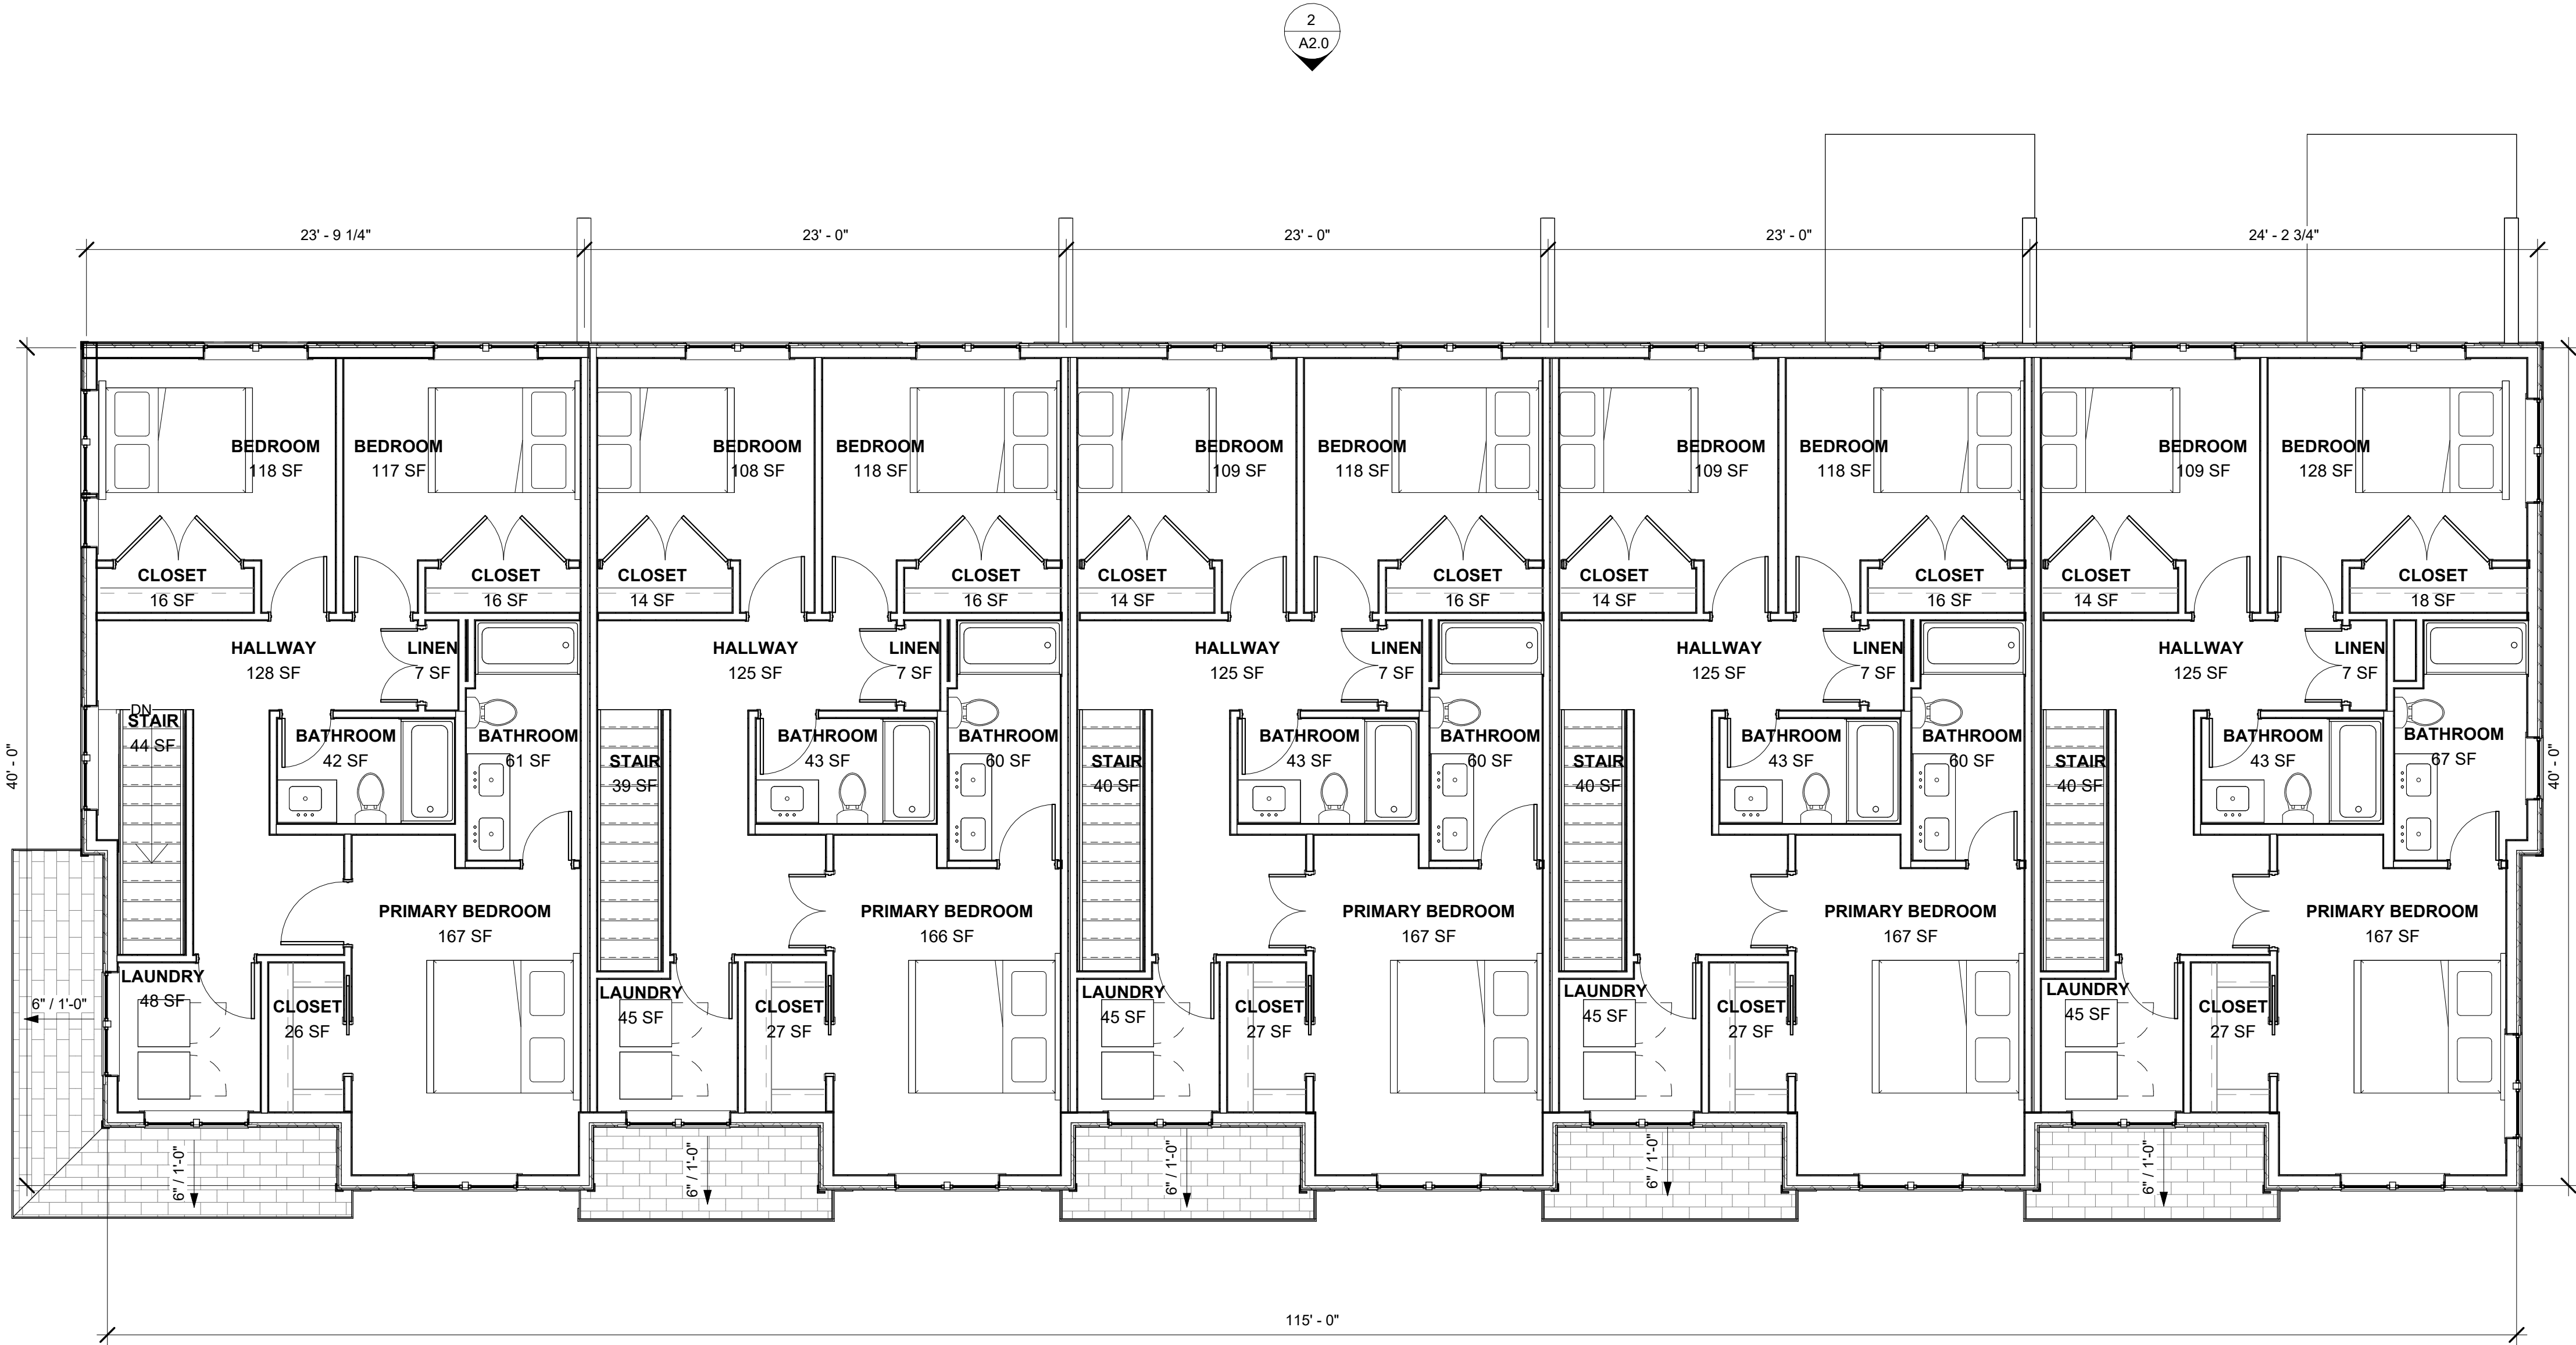 2
A2.0
23' - 9 1/4"
23' - 0"
23' - 0"
23' - 0"
24' - 2 3/4"
BEDROOM
118 SF
BEDROOM
117 SF
BEDROOM
108 SF
BEDROOM
118 SF
BEDROOM
109 SF
BEDROOM
118 SF
BEDROOM
109 SF
BEDROOM
118 SF
BEDROOM
109 SF
BEDROOM
128 SF
CLOSET
16 SF
CLOSET
16 SF
CLOSET
14 SF
CLOSET
16 SF
CLOSET
14 SF
CLOSET
16 SF
CLOSET
14 SF
CLOSET
16 SF
CLOSET
14 SF
CLOSET
18 SF
HALLWAY
128 SF
LINEN
7 SF
HALLWAY
125 SF
LINEN
7 SF
HALLWAY
125 SF
LINEN
7 SF
HALLWAY
125 SF
LINEN
7 SF
HALLWAY
125 SF
LINEN
7 SF
40' - 0"
DN
STAIR
44 SF
BATHROOM
42 SF
BATHROOM
61 SF
STAIR
39 SF
BATHROOM
43 SF
BATHROOM
60 SF
STAIR
40 SF
BATHROOM
43 SF
BATHROOM
60 SF
STAIR
40 SF
BATHROOM
43 SF
BATHROOM
60 SF
STAIR
40 SF
BATHROOM
43 SF
BATHROOM
67 SF
40' - 0"
PRIMARY BEDROOM
167 SF
PRIMARY BEDROOM
166 SF
PRIMARY BEDROOM
167 SF
PRIMARY BEDROOM
167 SF
PRIMARY BEDROOM
167 SF
6" / 1'-0"
LAUNDRY
48 SF
CLOSET
26 SF
LAUNDRY
45 SF
CLOSET
27 SF
LAUNDRY
45 SF
CLOSET
27 SF
LAUNDRY
45 SF
CLOSET
27 SF
LAUNDRY
45 SF
CLOSET
27 SF
6" / 1'-0"
6" / 1'-0"
6" / 1'-0"
6" / 1'-0"
6" / 1'-0"
115' - 0"